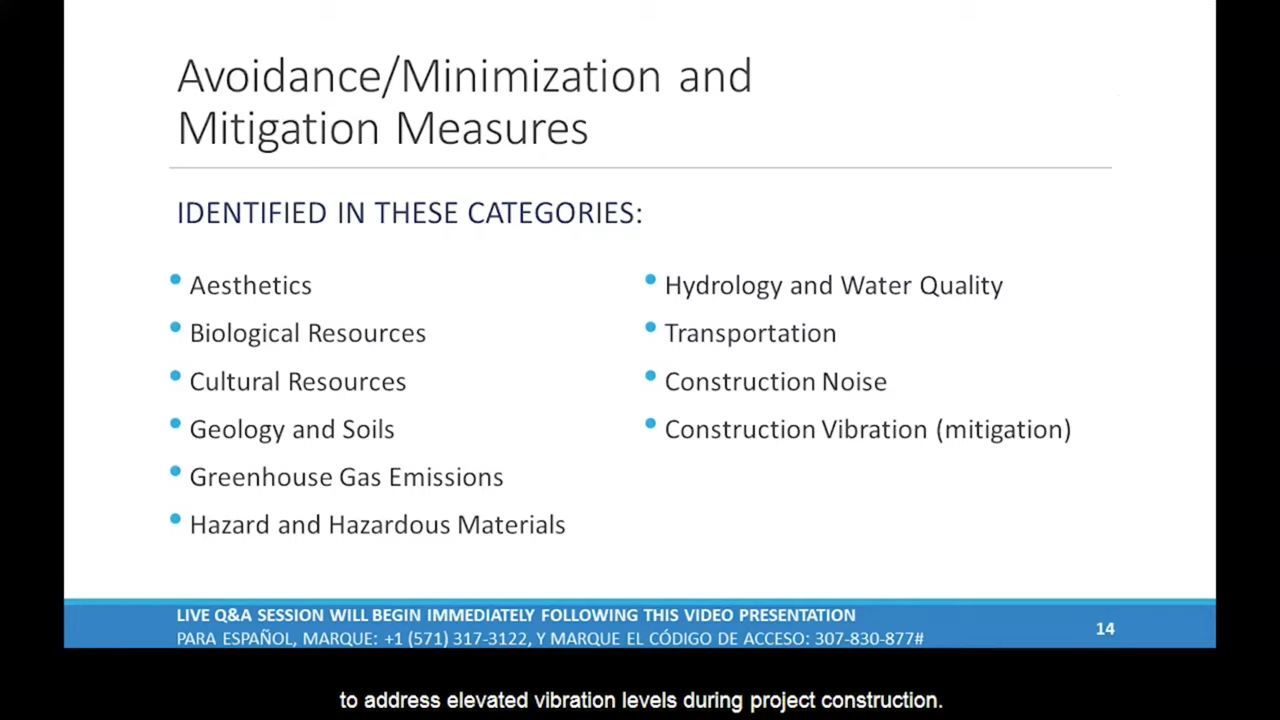 Avoidance/Minimization and
Mitigation Measures
IDENTIFIED IN THESE CATEGORIES:
• Aesthetics
• Biological Resources
• Cultural Resources
• Geology and Soils
• Greenhouse Gas Emissions
• Hazard and Hazardous Materials
• Hydrology and Water Quality
• Transportation
• Construction Noise
• Construction Vibration (mitigation)
LIVE Q&A SESSION WILL BEGIN IMMEDIATELY FOLLOWING THIS VIDEO PRESENTATION
PARA ESPAÑOL, MARQUE: +1 (571) 317-3122, Y MARQUE EL CÓDIGO DE ACCESO: 307-830-877#
14
to address elevated vibration levels during project construction.